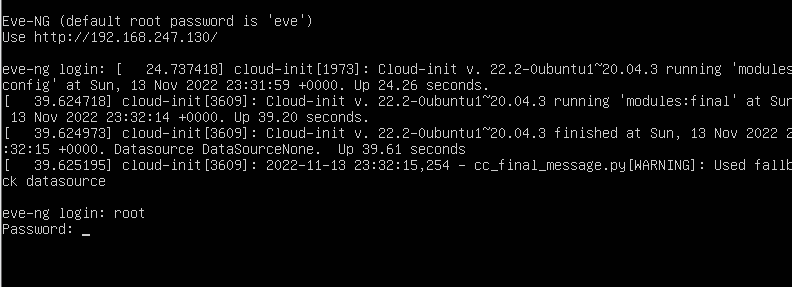 Eve-NG (default root password is 'eve')
Use http://192.168.247.130/
eve-ng login: [   24.737418] cloud-init[1973]: Cloud-init v. 22.2-0ubuntu1~20.04.3 running 'modules
config' at Sun, 13 Nov 2022 23:31:59 +0000. Up 24.26 seconds.
[   39.624718] cloud-init[3609]: Cloud-init v. 22.2-0ubuntu1~20.04.3 running 'modules:final' at Sun
 13 Nov 2022 23:32:14 +0000. Up 39.20 seconds.
[   39.624973] cloud-init[3609]: Cloud-init v. 22.2-0ubuntu1~20.04.3 finished at Sun, 13 Nov 2022 2
:32:15 +0000. Datasource DataSourceNone.  Up 39.61 seconds
[   39.625195] cloud-init[3609]: 2022-11-13 23:32:15,254 - cc_final_message.py[WARNING]: Used fallb
ck datasource
eve-ng login: root
Password: _